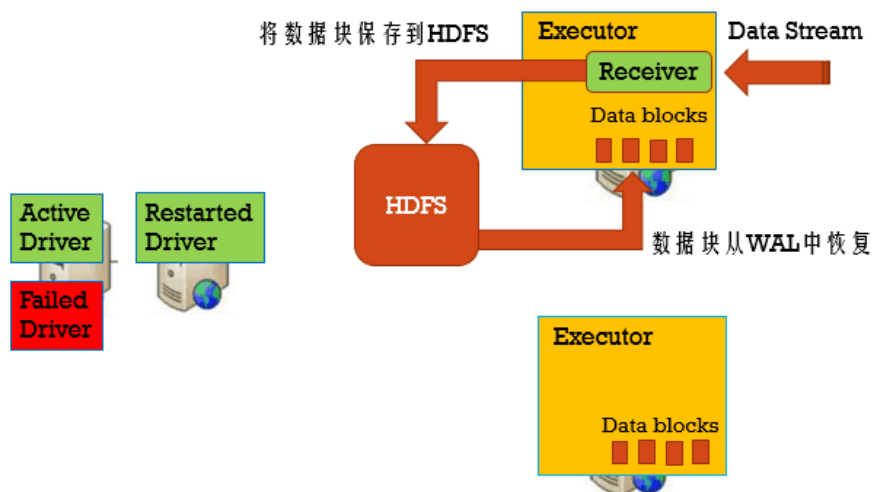 将数据块保存到HDFS
Executor
Data Stream
Receiver
Data blocks
HDFS
Active
Driver
Restarted
Driver
数据块从WAL中恢复
Failed
Driver
Executor
Data blocks